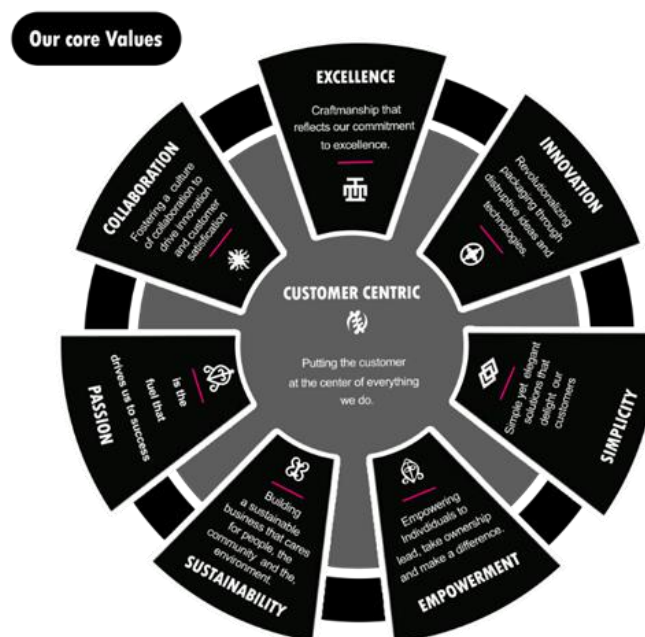 Our core Values
EXCELLENCE
Craftmanship that
reflects our commitment
to excellence.
INNOVATION
Revolutionalizing
packaging through
disruptive ideas and
technologies.
SIMPLICITY
Simple yet elegant
solutions that
delight our
customers
EMPOWERMENT
Empowering
Individiuals to
lead, take ownership
and make a difference.
SUSTAINABILITY
Building
a sustainable
business that cares
for people, the
community and the,
environment.
PASSION
is the
fuel that
drives us to success
COLLABORATION
Fostering a culture
of collaboration to
drive innovation
and customer
satisfication
CUSTOMER CENTRIC
Putting the customer
at the center of everything
we do.